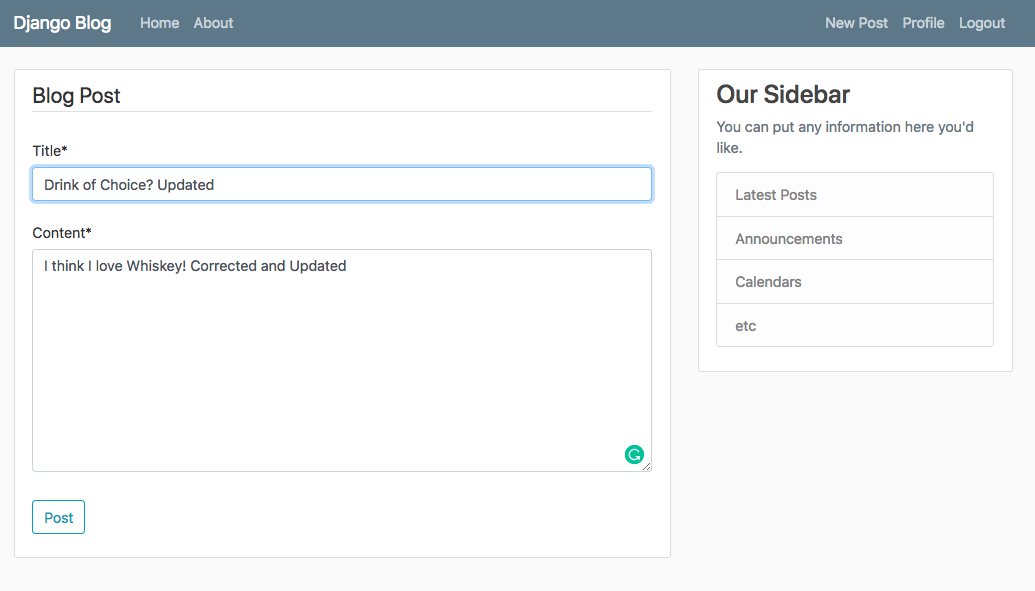 Django Blog Home About New Post Profile Logout
Blog Post
Title*
Drink of Choice? Updated
Content*
I think I love Whiskey! Corrected and Updated
Post
Our Sidebar
You can put any information here you'd
like.
Latest Posts
Announcements
Calendars
etc